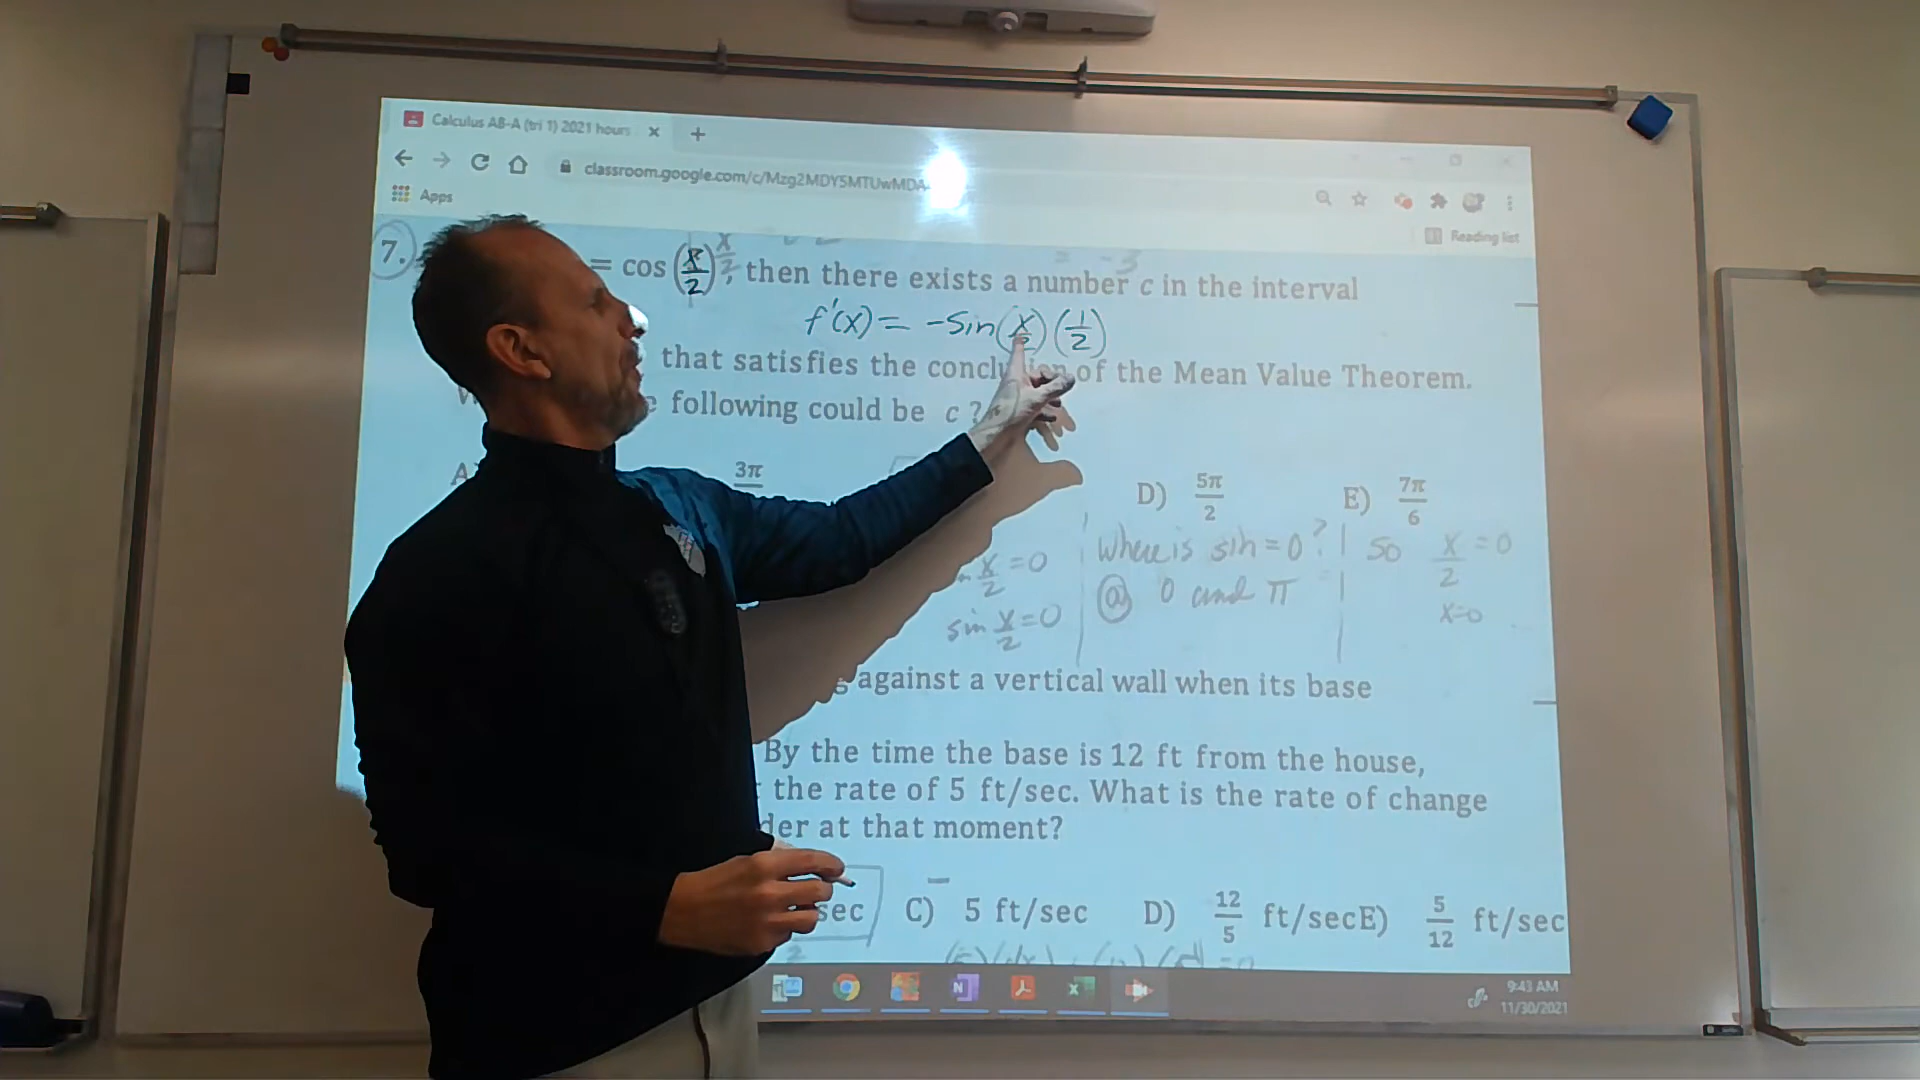 Calculus AB-A (tri 1) 2021 hours
classroom.google.com/c/Mzg2MDY5MTUwMDA
Apps
Reading list
= -3
7. = cos(x/2) x/2, then there exists a number c in the interval
f'(x) = -sin(x/2)(1/2)
that satisfies the conclusion of the Mean Value Theorem.
following could be c ?
A 3π D) 5π/2 E) 7π/6
x/2 = 0 where is sin = 0? so x/2 = 0
sin x/2 = 0 @ 0 and π x=0
against a vertical wall when its base
By the time the base is 12 ft from the house,
the rate of 5 ft/sec. What is the rate of change
der at that moment?
sec C) 5 ft/sec D) 12/5 ft/sec E) 5/12 ft/sec
9:43 AM
11/30/2021